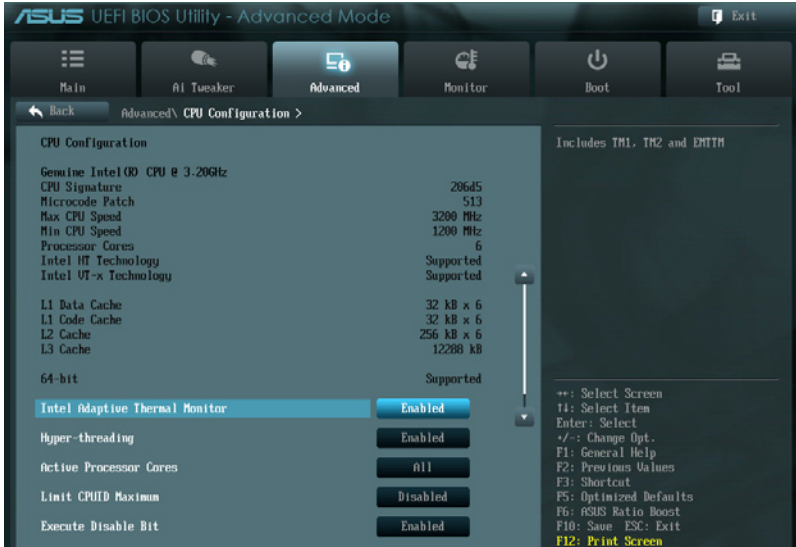 ASUS UEFI BIOS Utility - Advanced Mode
Exit
Main
Ai Tweaker
Advanced
Monitor
Boot
Tool
Back
Advanced\ CPU Configuration >
CPU Configuration
Includes TM1, TM2 and EMTTM
Genuine Intel(R) CPU @ 3.20GHz
CPU Signature 206d5
Microcode Patch 513
Max CPU Speed 3200 MHz
Min CPU Speed 1200 MHz
Processor Cores 6
Intel HT Technology Supported
Intel VT-x Technology Supported
L1 Data Cache 32 kB x 6
L1 Code Cache 32 kB x 6
L2 Cache 256 kB x 6
L3 Cache 12288 kB
64-bit Supported
Intel Adaptive Thermal Monitor Enabled
Hyper-threading Enabled
Active Processor Cores All
Limit CPUID Maximum Disabled
Execute Disable Bit Enabled
→←: Select Screen
↑↓: Select Item
Enter: Select
+/-: Change Opt.
F1: General Help
F2: Previous Values
F3: Shortcut
F5: Optimized Defaults
F6: ASUS Ratio Boost
F10: Save ESC: Exit
F12: Print Screen